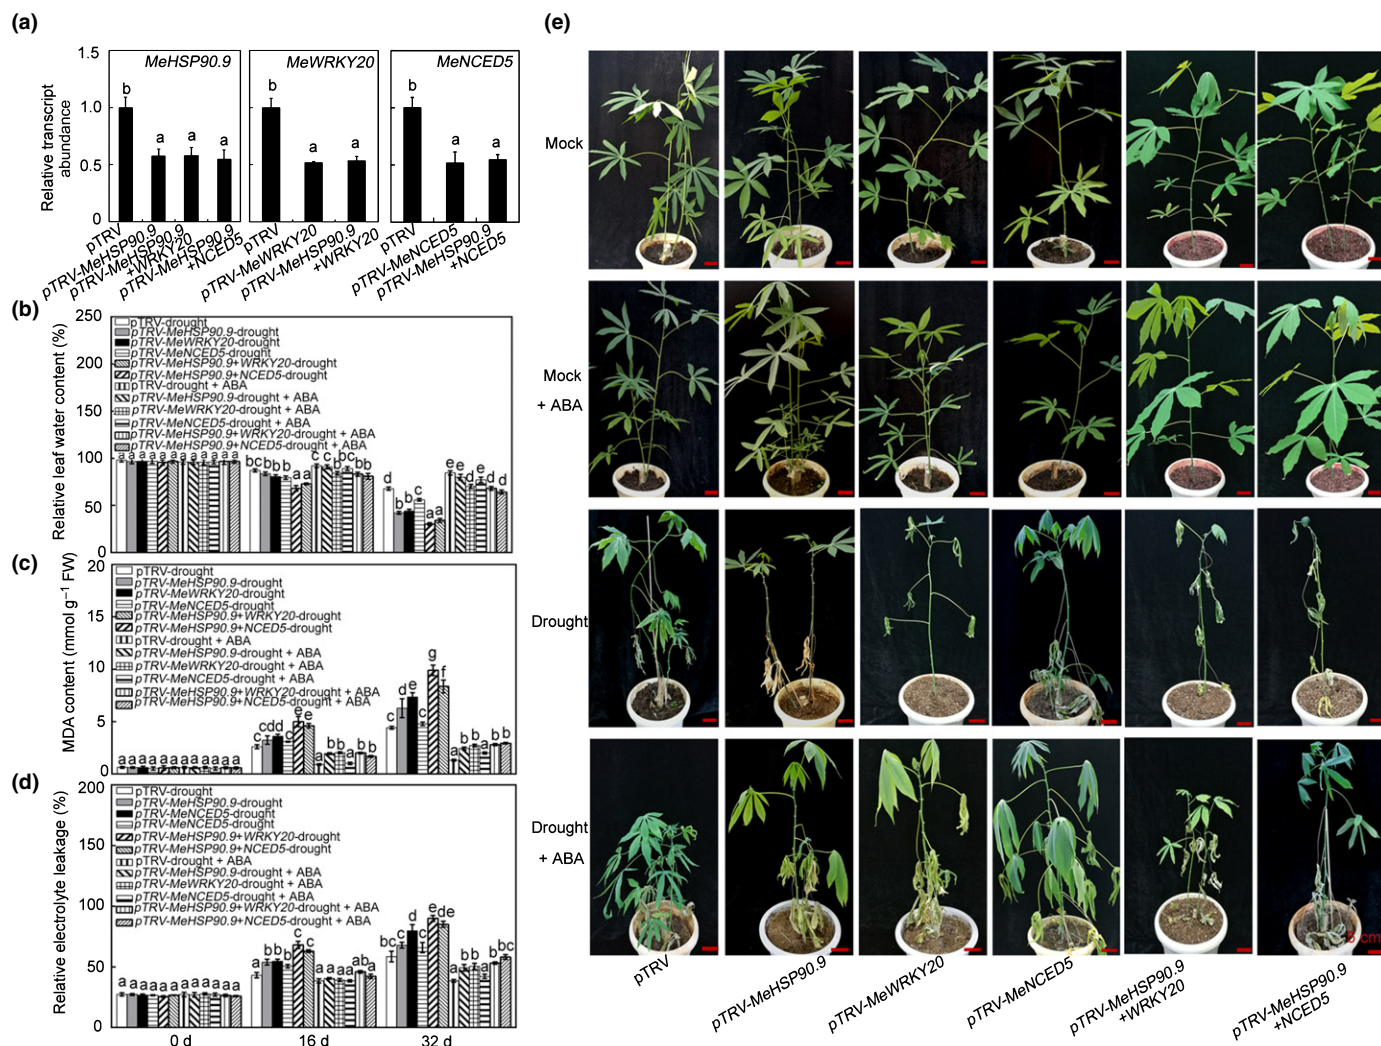 (a)
1.5
1.0
0.5
0
Relative transcript
abundance
MeHSP90.9
b
a
a
a
pTRV
pTRV-MeHSP90.9
pTRV-MeHSP90.9
+WRKY20
pTRV-MeHSP90.9
+NCED5
MeWRKY20
b
a
a
pTRV
pTRV-MeWRKY20
pTRV-MeHSP90.9
+WRKY20
MeNCED5
b
a
a
pTRV
pTRV-MeNCED5
pTRV-MeHSP90.9
+NCED5
(b)
Relative leaf water content (%)
250
200
150
100
50
0
pTRV-drought
pTRV-MeHSP90.9-drought
pTRV-MeWRKY20-drought
pTRV-MeNCED5-drought
pTRV-MeHSP90.9+WRKY20-drought
pTRV-MeHSP90.9+NCED5-drought
pTRV-drought + ABA
pTRV-MeHSP90.9-drought + ABA
pTRV-MeWRKY20-drought + ABA
pTRV-MeNCED5-drought + ABA
pTRV-MeHSP90.9+WRKY20-drought + ABA
pTRV-MeHSP90.9+NCED5-drought + ABA
a a a a a a a a a a a a
bc b b b a a c c b bc b b
d b b c a a e e d e d d
(c)
MDA content (mmol g⁻¹ FW)
20
15
10
5
0
pTRV-drought
pTRV-MeHSP90.9-drought
pTRV-MeWRKY20-drought
pTRV-MeNCED5-drought
pTRV-MeHSP90.9+WRKY20-drought
pTRV-MeHSP90.9+NCED5-drought
pTRV-drought + ABA
pTRV-MeHSP90.9-drought + ABA
pTRV-MeWRKY20-drought + ABA
pTRV-MeNCED5-drought + ABA
pTRV-MeHSP90.9+WRKY20-drought + ABA
pTRV-MeHSP90.9+NCED5-drought + ABA
a a a a a a a a a a a a
c cd d c e e a b b a b b
c d e c g f a b b a b b
(d)
Relative electrolyte leakage (%)
200
150
100
50
0
pTRV-drought
pTRV-MeHSP90.9-drought
pTRV-MeNCED5-drought
pTRV-MeNCED5-drought
pTRV-MeHSP90.9+WRKY20-drought
pTRV-MeHSP90.9+NCED5-drought
pTRV-drought + ABA
pTRV-MeHSP90.9-drought + ABA
pTRV-MeWRKY20-drought + ABA
pTRV-MeNCED5-drought + ABA
pTRV-MeHSP90.9+WRKY20-drought + ABA
pTRV-MeHSP90.9+NCED5-drought + ABA
a a a a a a a a a a a a
a b b b c c a a a a ab a
bc c d c e de a b b a b bc
0 d
16 d
32 d
(e)
Mock
Mock
+ ABA
Drought
Drought
+ ABA
5 cm
pTRV
pTRV-MeHSP90.9
pTRV-MeWRKY20
pTRV-MeNCED5
pTRV-MeHSP90.9
+WRKY20
pTRV-MeHSP90.9
+NCED5